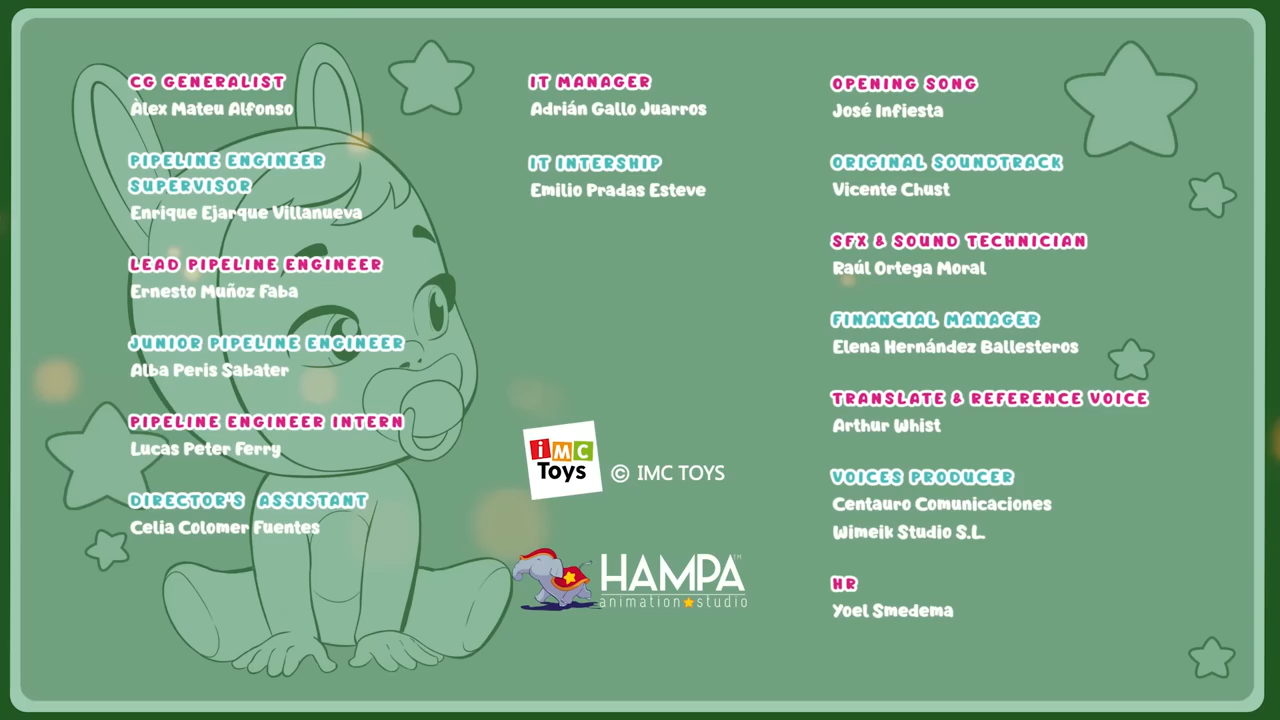 CG GENERALIST
Àlex Mateu Alfonso
PIPELINE ENGINEER
SUPERVISOR
Enrique Ejarque Villanueva
LEAD PIPELINE ENGINEER
Ernesto Muñoz Faba
JUNIOR PIPELINE ENGINEER
Alba Peris Sabater
PIPELINE ENGINEER INTERN
Lucas Peter Ferry
DIRECTOR'S ASSISTANT
Celia Colomer Fuentes
IT MANAGER
Adrián Gallo Juarros
IT INTERSHIP
Emilio Pradas Esteve
iMC
Toys
© IMC TOYS
HAMPA™
animation studio
OPENING SONG
José Infiesta
ORIGINAL SOUNDTRACK
Vicente Chust
SFX & SOUND TECHNICIAN
Raúl Ortega Moral
FINANCIAL MANAGER
Elena Hernández Ballesteros
TRANSLATE & REFERENCE VOICE
Arthur Whist
VOICES PRODUCER
Centauro Comunicaciones
Wimeik Studio S.L.
HR
Yoel Smedema